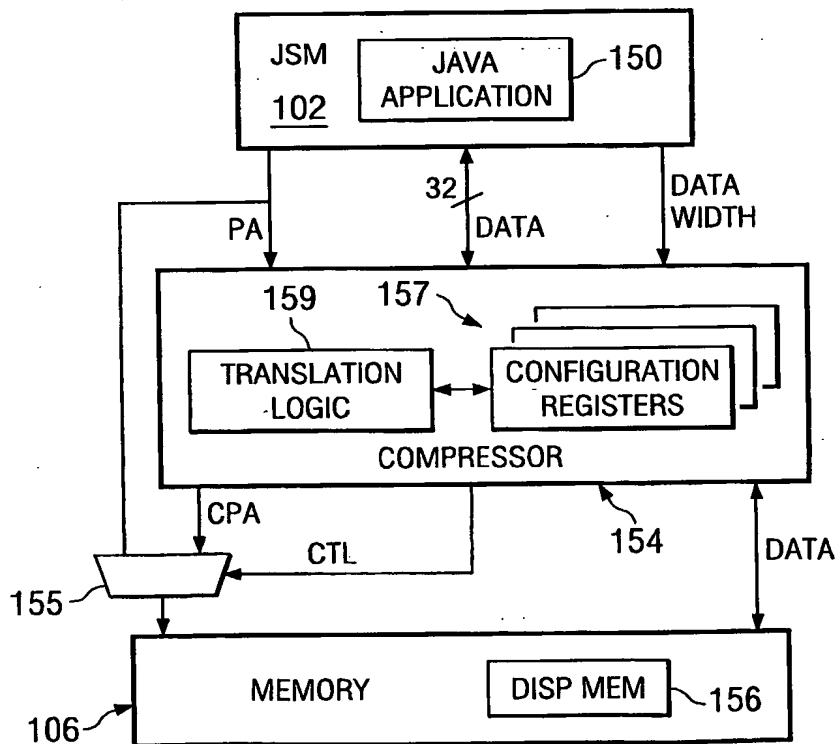 JSM
102
JAVA
APPLICATION
150
32
PA
DATA
DATA
WIDTH
159
157
TRANSLATION
LOGIC
CONFIGURATION
REGISTERS
COMPRESSOR
CPA
CTL
154
DATA
155
MEMORY
DISP MEM
156
106